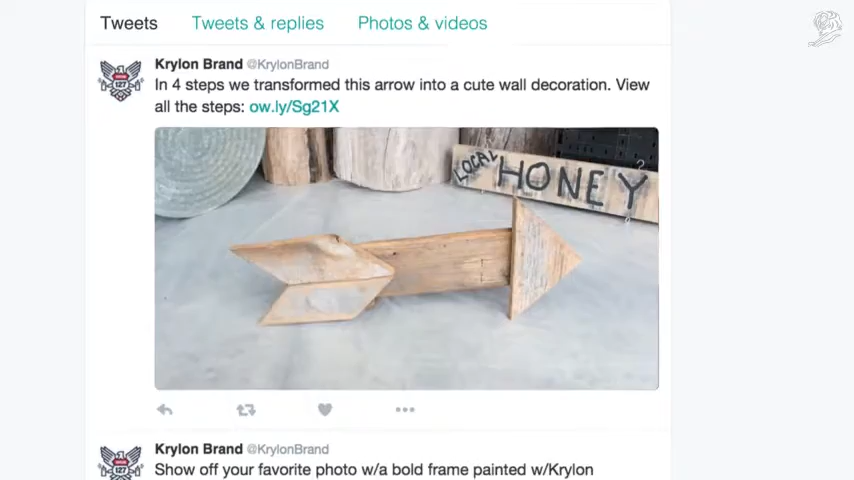 Tweets Tweets & replies Photos & videos
Krylon Brand @KrylonBrand
In 4 steps we transformed this arrow into a cute wall decoration. View
all the steps: ow.ly/Sg21X
LOCAL HONEY
Krylon Brand @KrylonBrand
Show off your favorite photo w/a bold frame painted w/Krylon